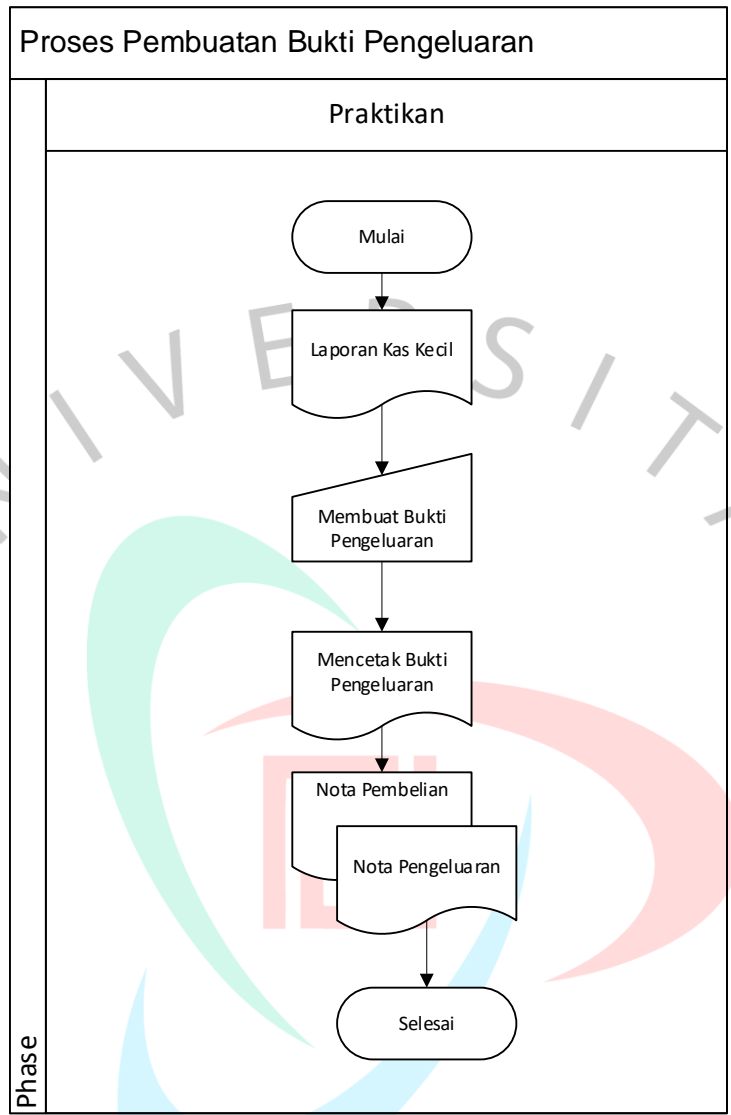 Proses Pembuatan Bukti Pengeluaran
Praktikan
Mulai
Laporan Kas Kecil
Membuat Bukti
Pengeluaran
Mencetak Bukti
Pengeluaran
Nota Pembelian
Nota Pengeluaran
Selesai
Phase